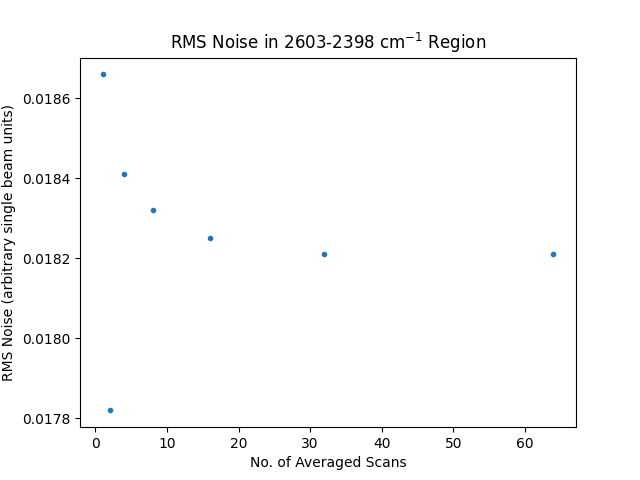 RMS Noise in 2603-2398 cm⁻¹ Region
RMS Noise (arbitrary single beam units)
0.0186
0.0184
0.0182
0.0180
0.0178
0 10 20 30 40 50 60
No. of Averaged Scans